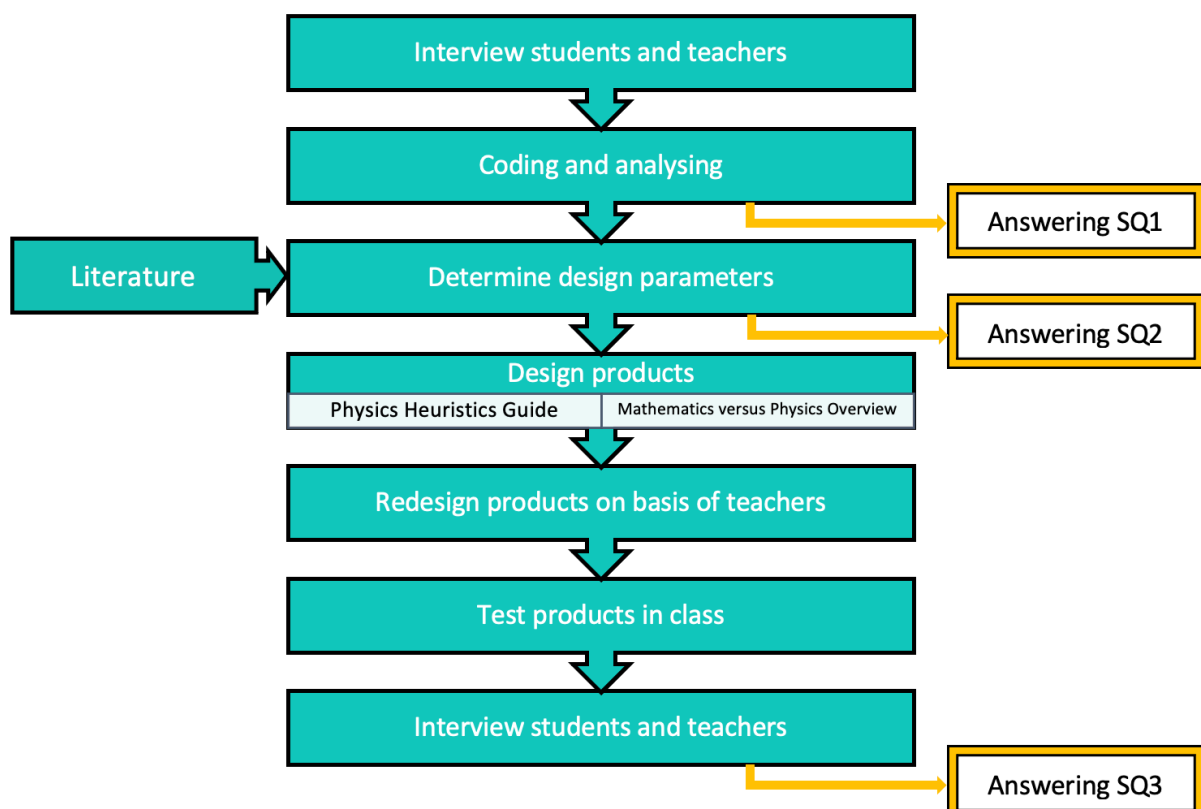 Interview students and teachers
Coding and analysing
Answering SQ1
Literature
Determine design parameters
Answering SQ2
Design products
Physics Heuristics Guide
Mathematics versus Physics Overview
Redesign products on basis of teachers
Test products in class
Interview students and teachers
Answering SQ3